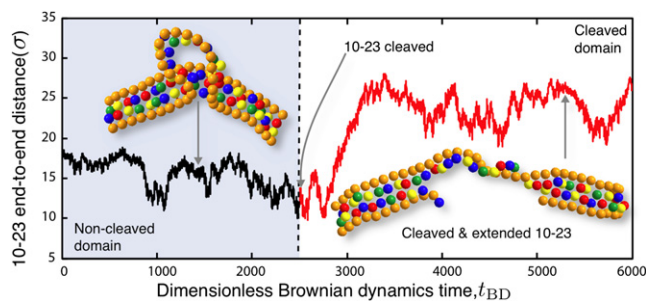 35
30
25
20
15
10
5
10-23 end-to-end distance(σ)
10-23 cleaved
Cleaved
domain
Non-cleaved
domain
Cleaved & extended 10-23
0
1000
2000
3000
4000
5000
6000
Dimensionless Brownian dynamics time,t_BD